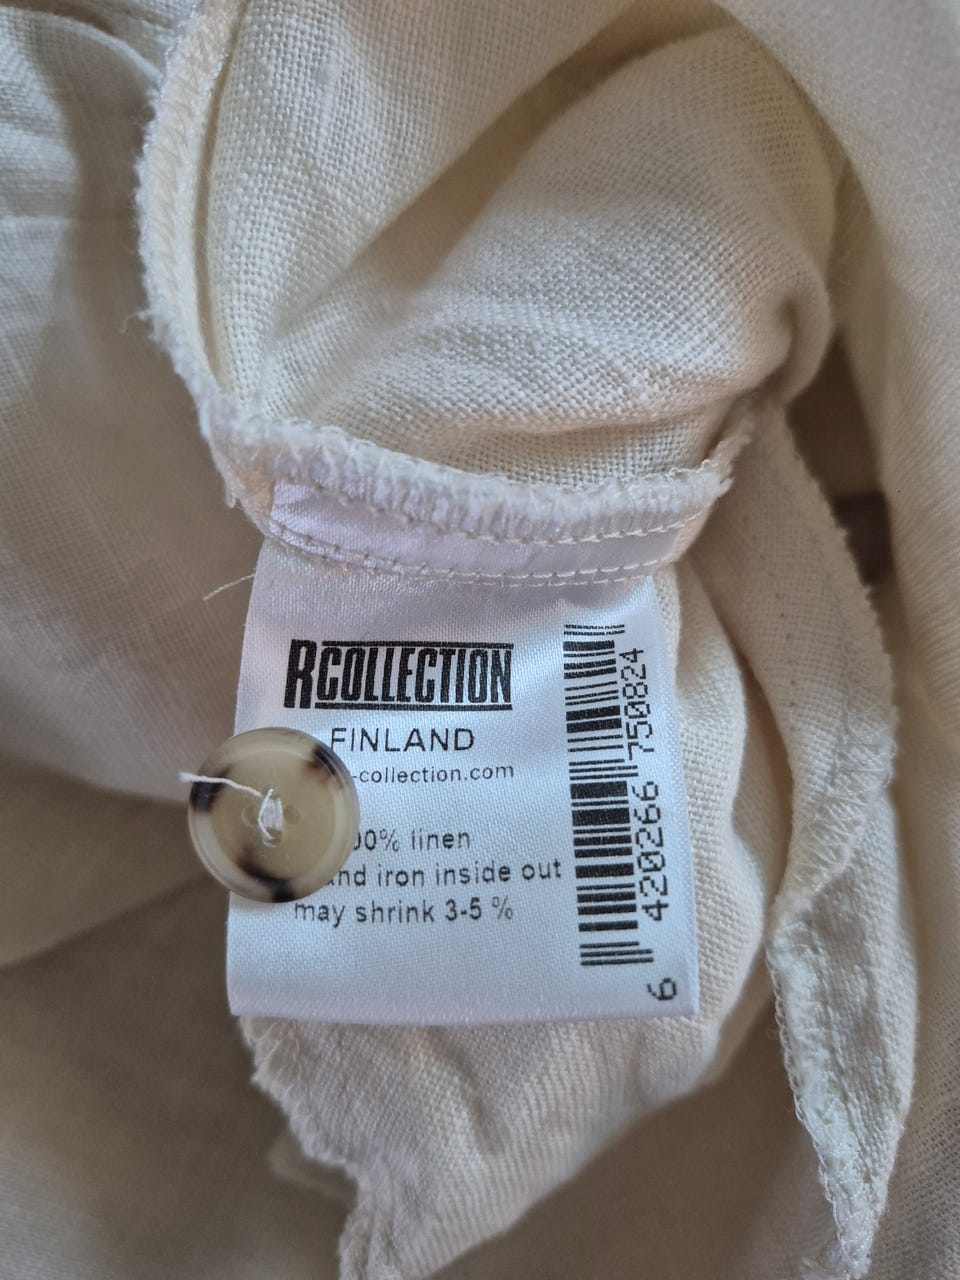 RCOLLECTION
FINLAND
-collection.com
00% linen
and iron inside out
may shrink 3-5 %
6 420266 750824